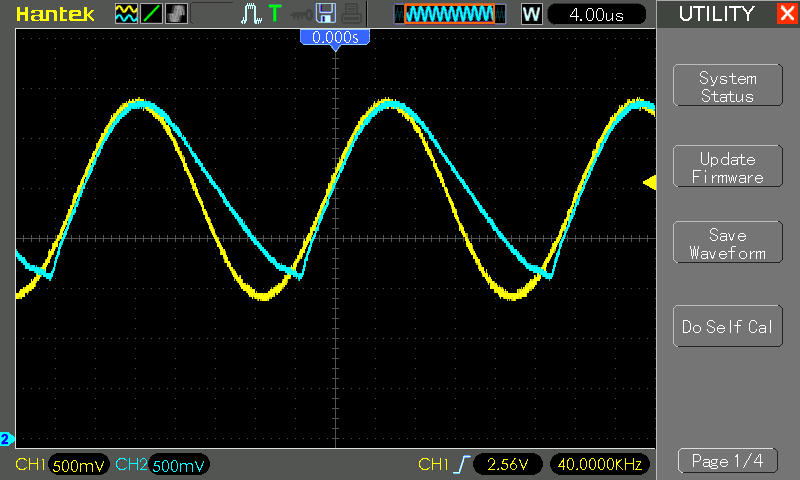 Hantek
T
W
4.00us
UTILITY
X
0.000s
System
Status
Update
Firmware
Save
Waveform
Do Self Cal
2
CH1 500mV CH2 500mV CH1 2.56V 40.0000KHz
Page 1/4